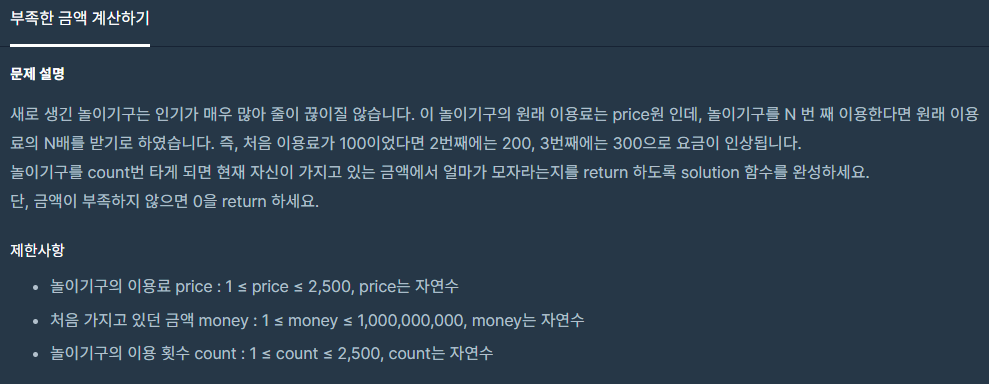 부족한 금액 계산하기
문제 설명
새로 생긴 놀이기구는 인기가 매우 많아 줄이 끊이질 않습니다. 이 놀이기구의 원래 이용료는 price원 인데, 놀이기구를 N 번 째 이용한다면 원래 이용
료의 N배를 받기로 하였습니다. 즉, 처음 이용료가 100이었다면 2번째에는 200, 3번째에는 300으로 요금이 인상됩니다.
놀이기구를 count번 타게 되면 현재 자신이 가지고 있는 금액에서 얼마가 모자라는지를 return 하도록 solution 함수를 완성하세요.
단, 금액이 부족하지 않으면 0을 return 하세요.
제한사항
• 놀이기구의 이용료 price : 1 ≤ price ≤ 2,500, price는 자연수
• 처음 가지고 있던 금액 money : 1 ≤ money ≤ 1,000,000,000, money는 자연수
• 놀이기구의 이용 횟수 count : 1 ≤ count ≤ 2,500, count는 자연수